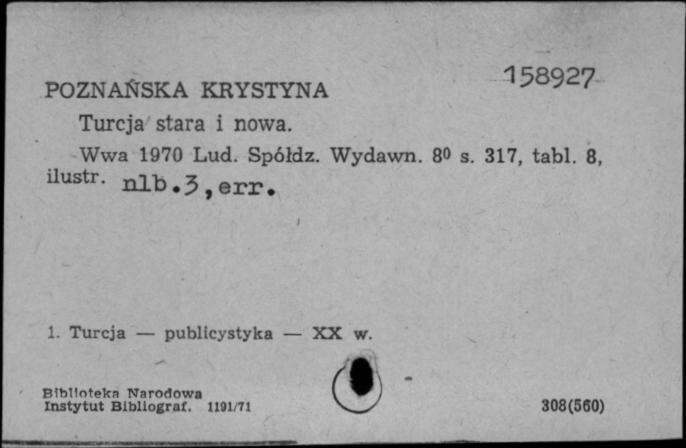 158927
POZNAŃSKA KRYSTYNA
Turcja stara i nowa.
Wwa 1970 Lud. Spółdz. Wydawn. 8⁰ s. 317, tabl. 8,
ilustr. nlb.3,err.
1. Turcja — publicystyka — XX w.
Biblioteka Narodowa
Instytut Bibliograf. 1191/71
308(560)